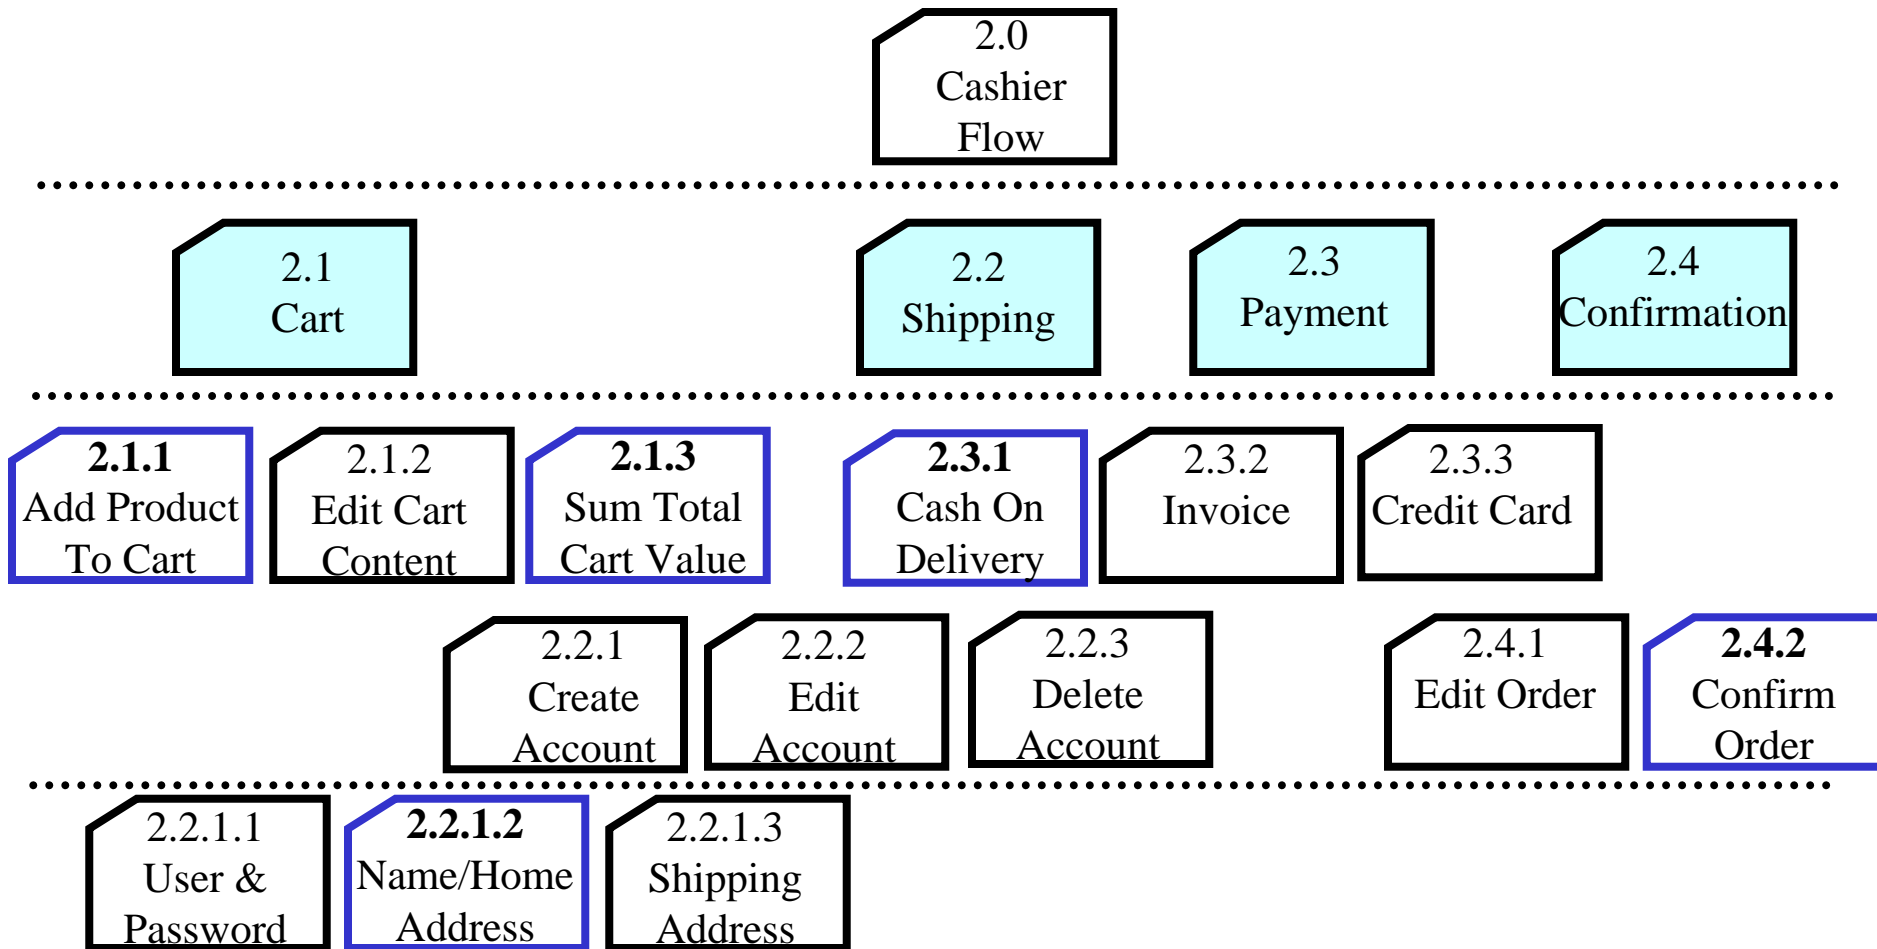 2.0
Cashier
Flow
2.1
Cart
2.2
Shipping
2.3
Payment
2.4
Confirmation
2.1.1
Add Product
To Cart
2.1.2
Edit Cart
Content
2.1.3
Sum Total
Cart Value
2.3.1
Cash On
Delivery
2.3.2
Invoice
2.3.3
Credit Card
2.2.1
Create
Account
2.2.2
Edit
Account
2.2.3
Delete
Account
2.4.1
Edit Order
2.4.2
Confirm
Order
2.2.1.1
User &
Password
2.2.1.2
Name/Home
Address
2.2.1.3
Shipping
Address